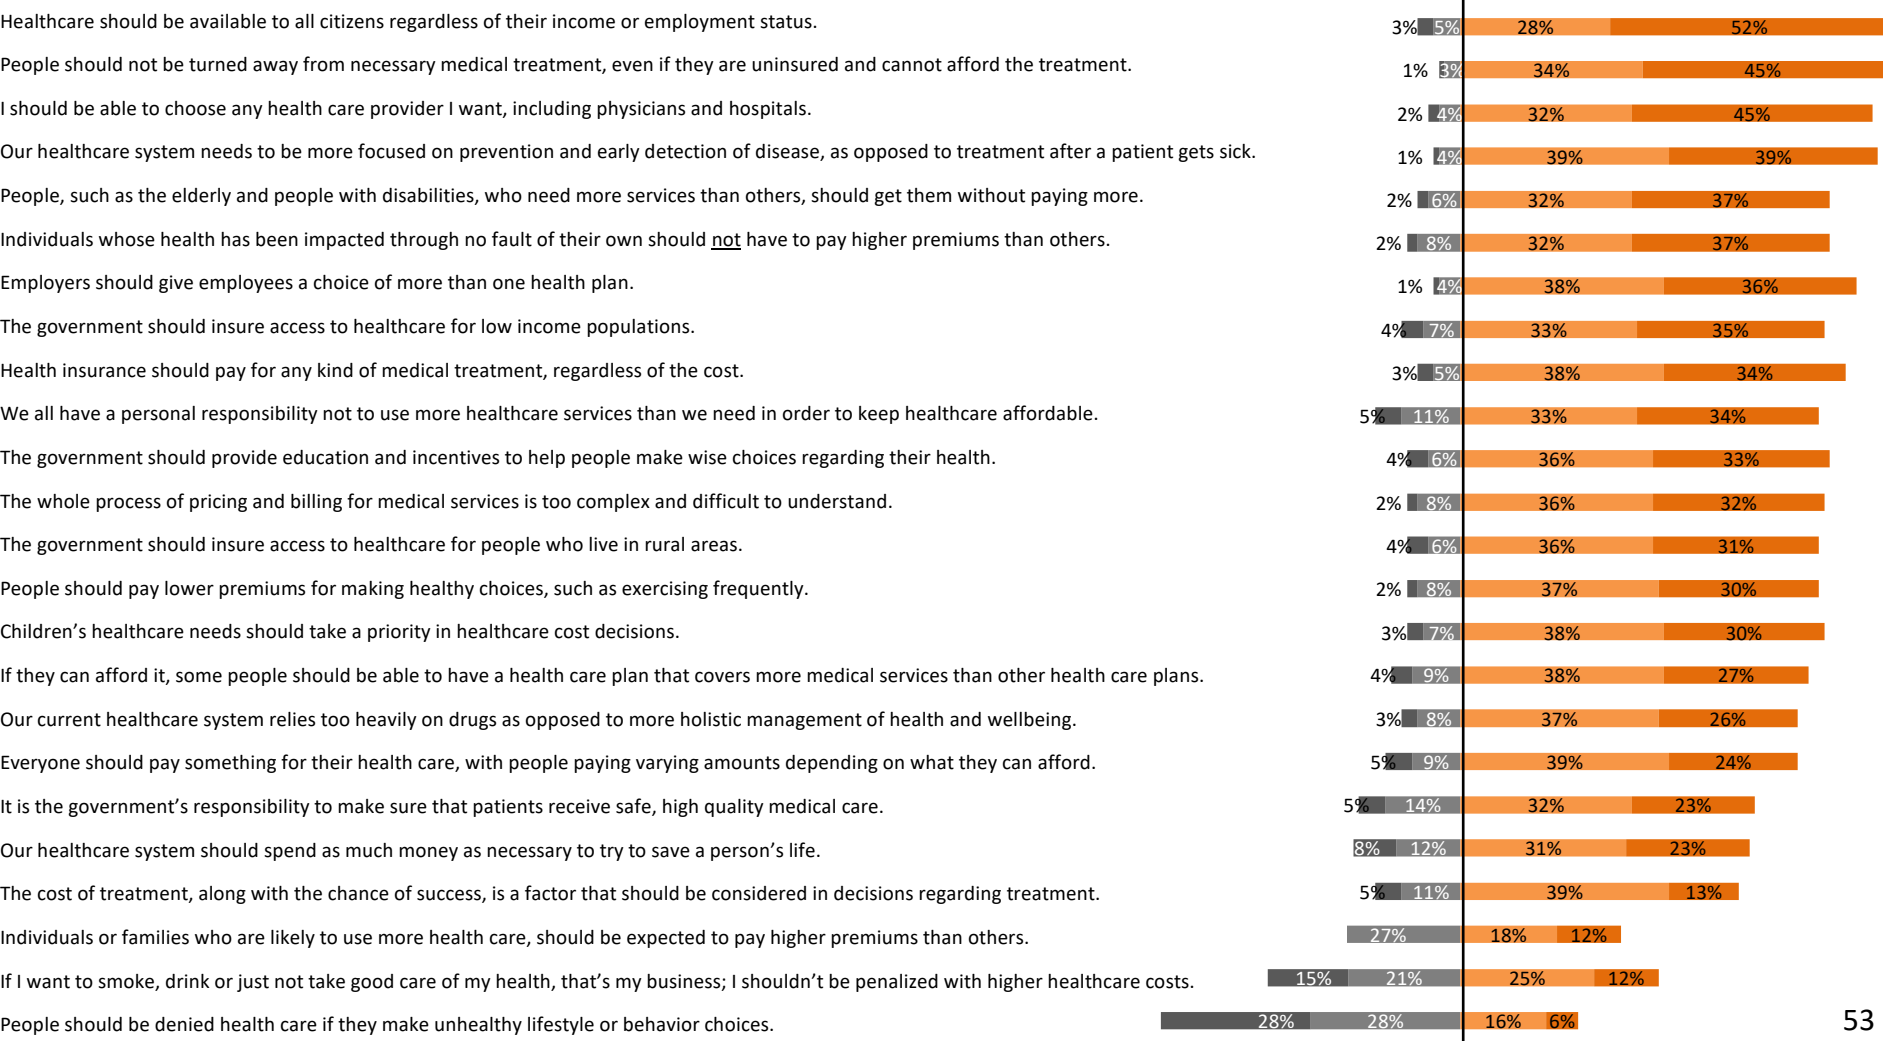 Healthcare should be available to all citizens regardless of their income or employment status. 3% 5% 28% 52%
People should not be turned away from necessary medical treatment, even if they are uninsured and cannot afford the treatment. 1% 3% 34% 45%
I should be able to choose any health care provider I want, including physicians and hospitals. 2% 4% 32% 45%
Our healthcare system needs to be more focused on prevention and early detection of disease, as opposed to treatment after a patient gets sick. 1% 4% 39% 39%
People, such as the elderly and people with disabilities, who need more services than others, should get them without paying more. 2% 6% 32% 37%
Individuals whose health has been impacted through no fault of their own should not have to pay higher premiums than others. 2% 8% 32% 37%
Employers should give employees a choice of more than one health plan. 1% 4% 38% 36%
The government should insure access to healthcare for low income populations. 4% 7% 33% 35%
Health insurance should pay for any kind of medical treatment, regardless of the cost. 3% 5% 38% 34%
We all have a personal responsibility not to use more healthcare services than we need in order to keep healthcare affordable. 5% 11% 33% 34%
The government should provide education and incentives to help people make wise choices regarding their health. 4% 6% 36% 33%
The whole process of pricing and billing for medical services is too complex and difficult to understand. 2% 8% 36% 32%
The government should insure access to healthcare for people who live in rural areas. 4% 6% 36% 31%
People should pay lower premiums for making healthy choices, such as exercising frequently. 2% 8% 37% 30%
Children’s healthcare needs should take a priority in healthcare cost decisions. 3% 7% 38% 30%
If they can afford it, some people should be able to have a health care plan that covers more medical services than other health care plans. 4% 9% 38% 27%
Our current healthcare system relies too heavily on drugs as opposed to more holistic management of health and wellbeing. 3% 8% 37% 26%
Everyone should pay something for their health care, with people paying varying amounts depending on what they can afford. 5% 9% 39% 24%
It is the government’s responsibility to make sure that patients receive safe, high quality medical care. 5% 14% 32% 23%
Our healthcare system should spend as much money as necessary to try to save a person’s life. 8% 12% 31% 23%
The cost of treatment, along with the chance of success, is a factor that should be considered in decisions regarding treatment. 5% 11% 39% 13%
Individuals or families who are likely to use more health care, should be expected to pay higher premiums than others. 27% 18% 12%
If I want to smoke, drink or just not take good care of my health, that’s my business; I shouldn’t be penalized with higher healthcare costs. 15% 21% 25% 12%
People should be denied health care if they make unhealthy lifestyle or behavior choices. 28% 28% 16% 6%
53